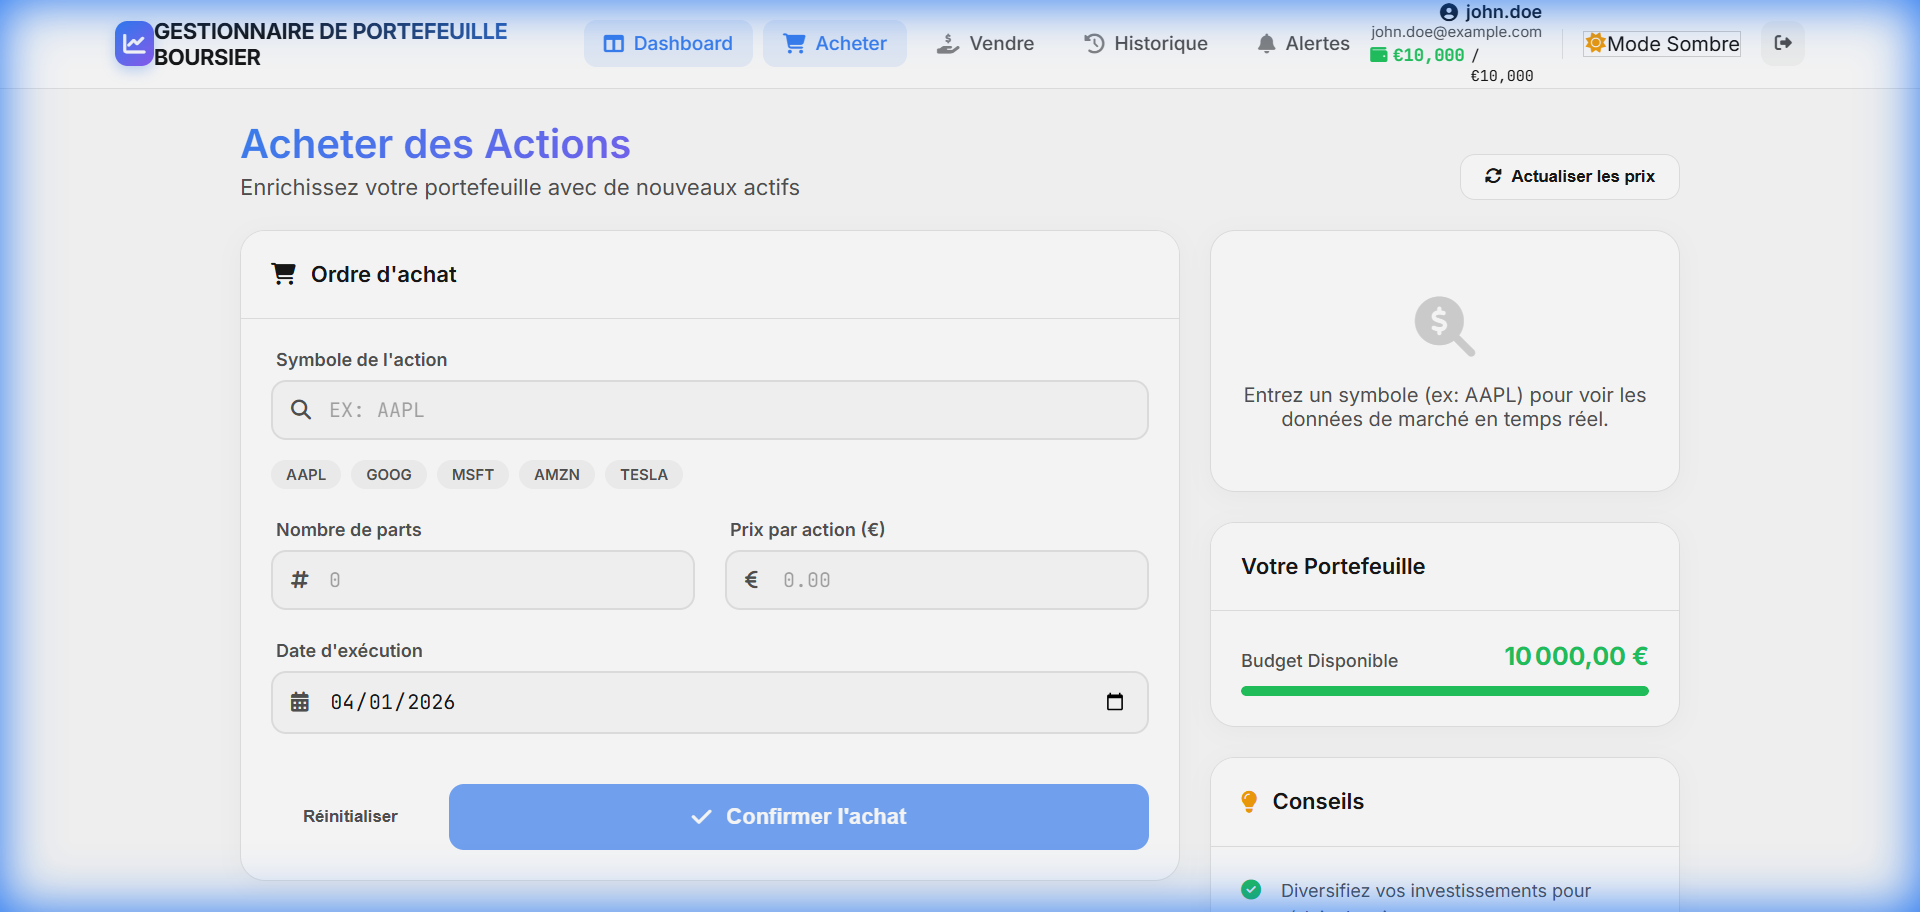 GESTIONNAIRE DE PORTEFEUILLE
BOURSIER
Dashboard
Acheter
Vendre
Historique
Alertes
john.doe
john.doe@example.com
€10,000 /
€10,000
Mode Sombre
Acheter des Actions
Enrichissez votre portefeuille avec de nouveaux actifs
Actualiser les prix
Ordre d'achat
Symbole de l'action
EX: AAPL
AAPL
GOOG
MSFT
AMZN
TESLA
Nombre de parts
Prix par action (€)
# 0
€ 0.00
Date d'exécution
04/01/2026
Réinitialiser
Confirmer l'achat
Entrez un symbole (ex: AAPL) pour voir les
données de marché en temps réel.
Votre Portefeuille
Budget Disponible
10 000,00 €
Conseils
Diversifiez vos investissements pour